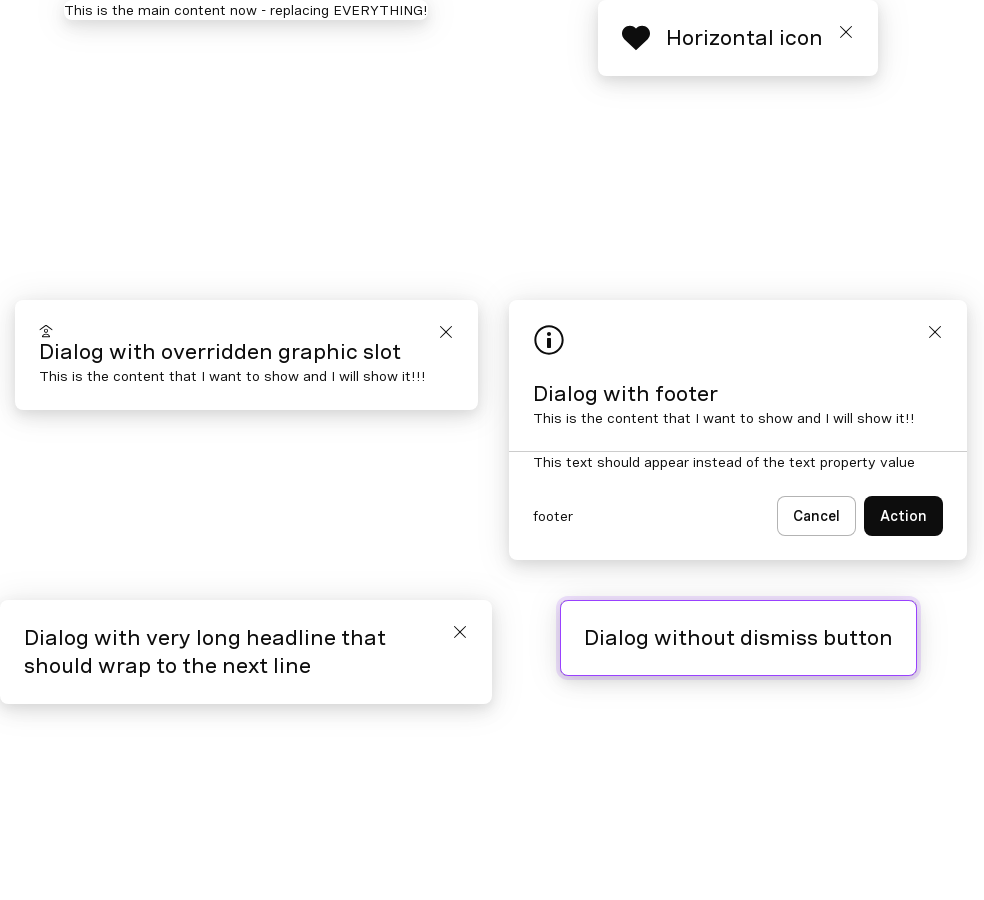 This is the main content now - replacing EVERYTHING!
Horizontal icon
Dialog with overridden graphic slot
This is the content that I want to show and I will show it!!!
Dialog with footer
This is the content that I want to show and I will show it!!
This text should appear instead of the text property value
footer
Cancel
Action
Dialog with very long headline that
should wrap to the next line
Dialog without dismiss button